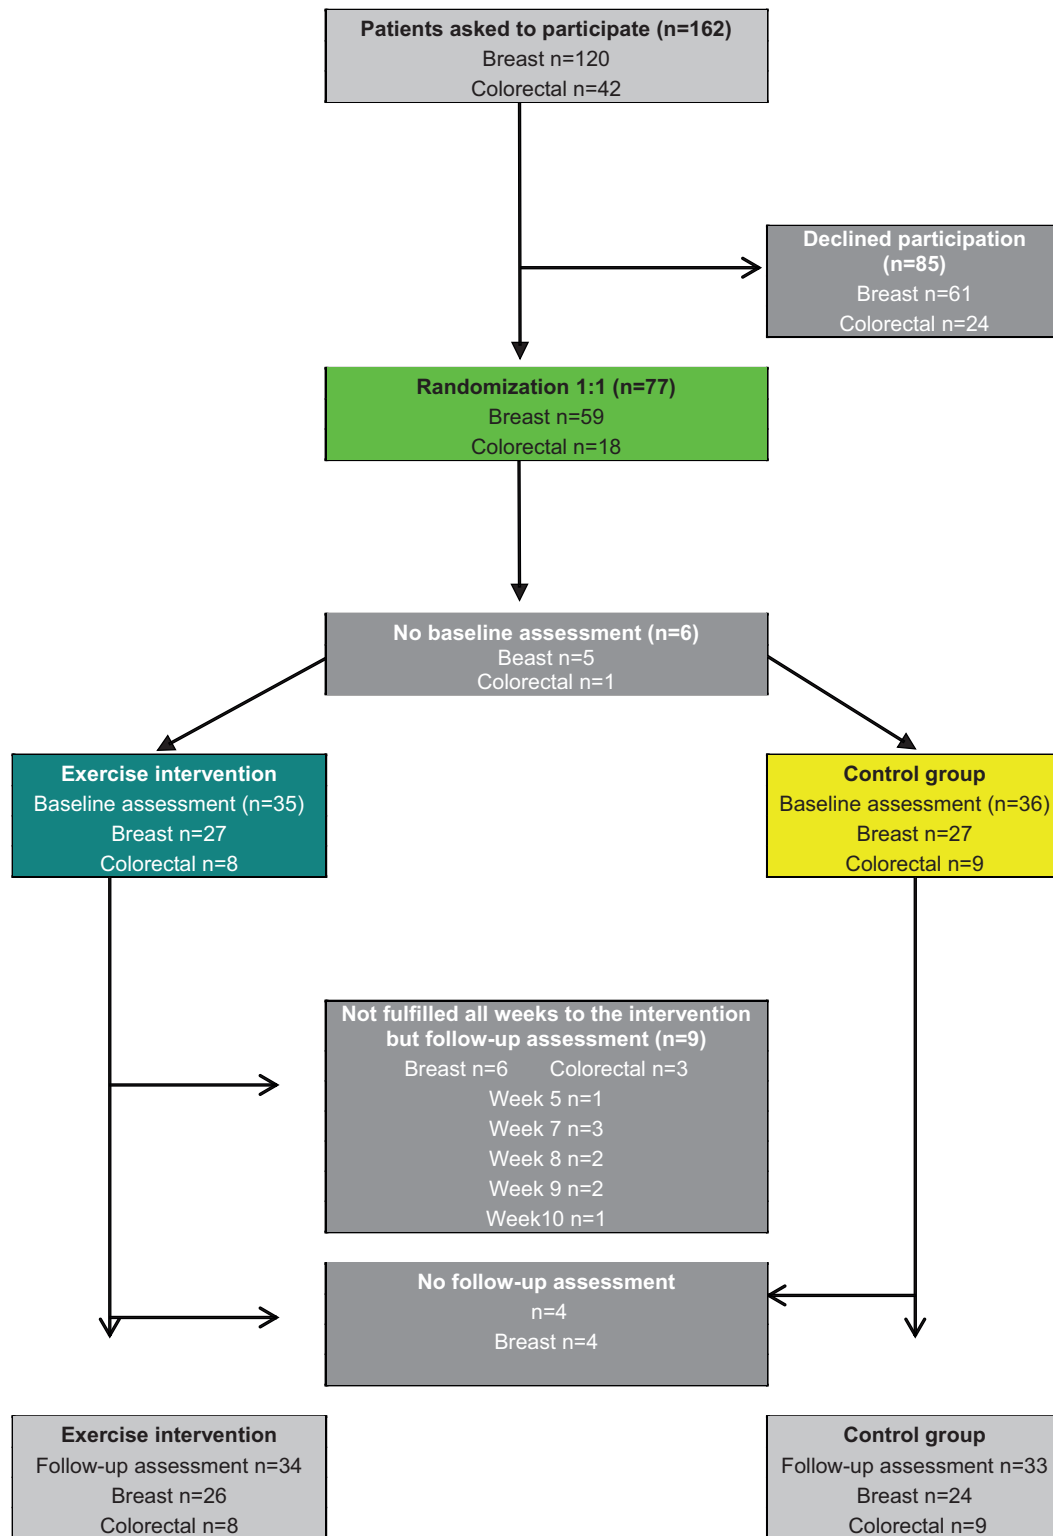 Patients asked to participate (n=162)
Breast n=120
Colorectal n=42
Declined participation
(n=85)
Breast n=61
Colorectal n=24
Randomization 1:1 (n=77)
Breast n=59
Colorectal n=18
No baseline assessment (n=6)
Beast n=5
Colorectal n=1
Exercise intervention
Baseline assessment (n=35)
Breast n=27
Colorectal n=8
Control group
Baseline assessment (n=36)
Breast n=27
Colorectal n=9
Not fulfilled all weeks to the intervention
but follow-up assessment (n=9)
Breast n=6 Colorectal n=3
Week 5 n=1
Week 7 n=3
Week 8 n=2
Week 9 n=2
Week10 n=1
No follow-up assessment
n=4
Breast n=4
Exercise intervention
Follow-up assessment n=34
Breast n=26
Colorectal n=8
Control group
Follow-up assessment n=33
Breast n=24
Colorectal n=9